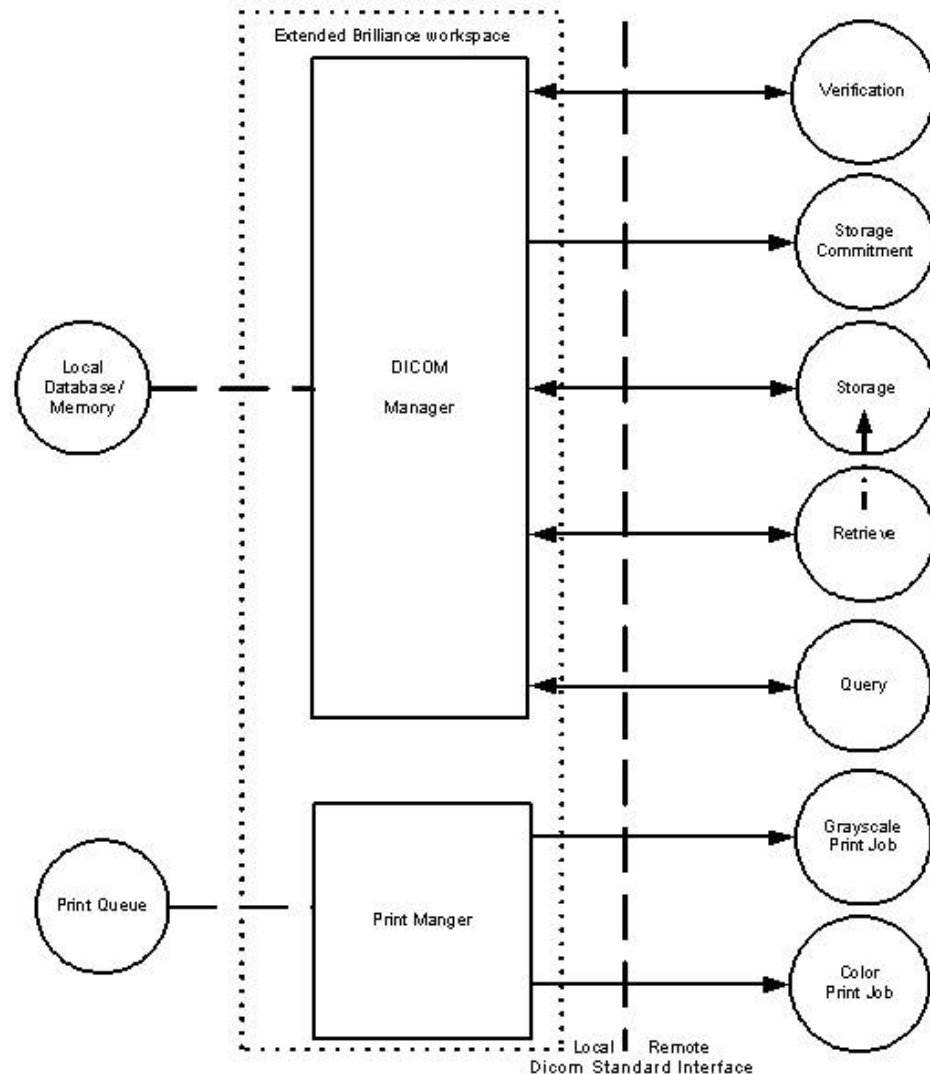 Extended Brilliance workspace
Verification
Storage
Commitment
Local
Database/
Memory
DICOM
Manager
Storage
Retrieve
Query
Grayscale
Print Job
Print Queue
Print Manger
Color
Print Job
Local
Remote
Dicom Standard Interface